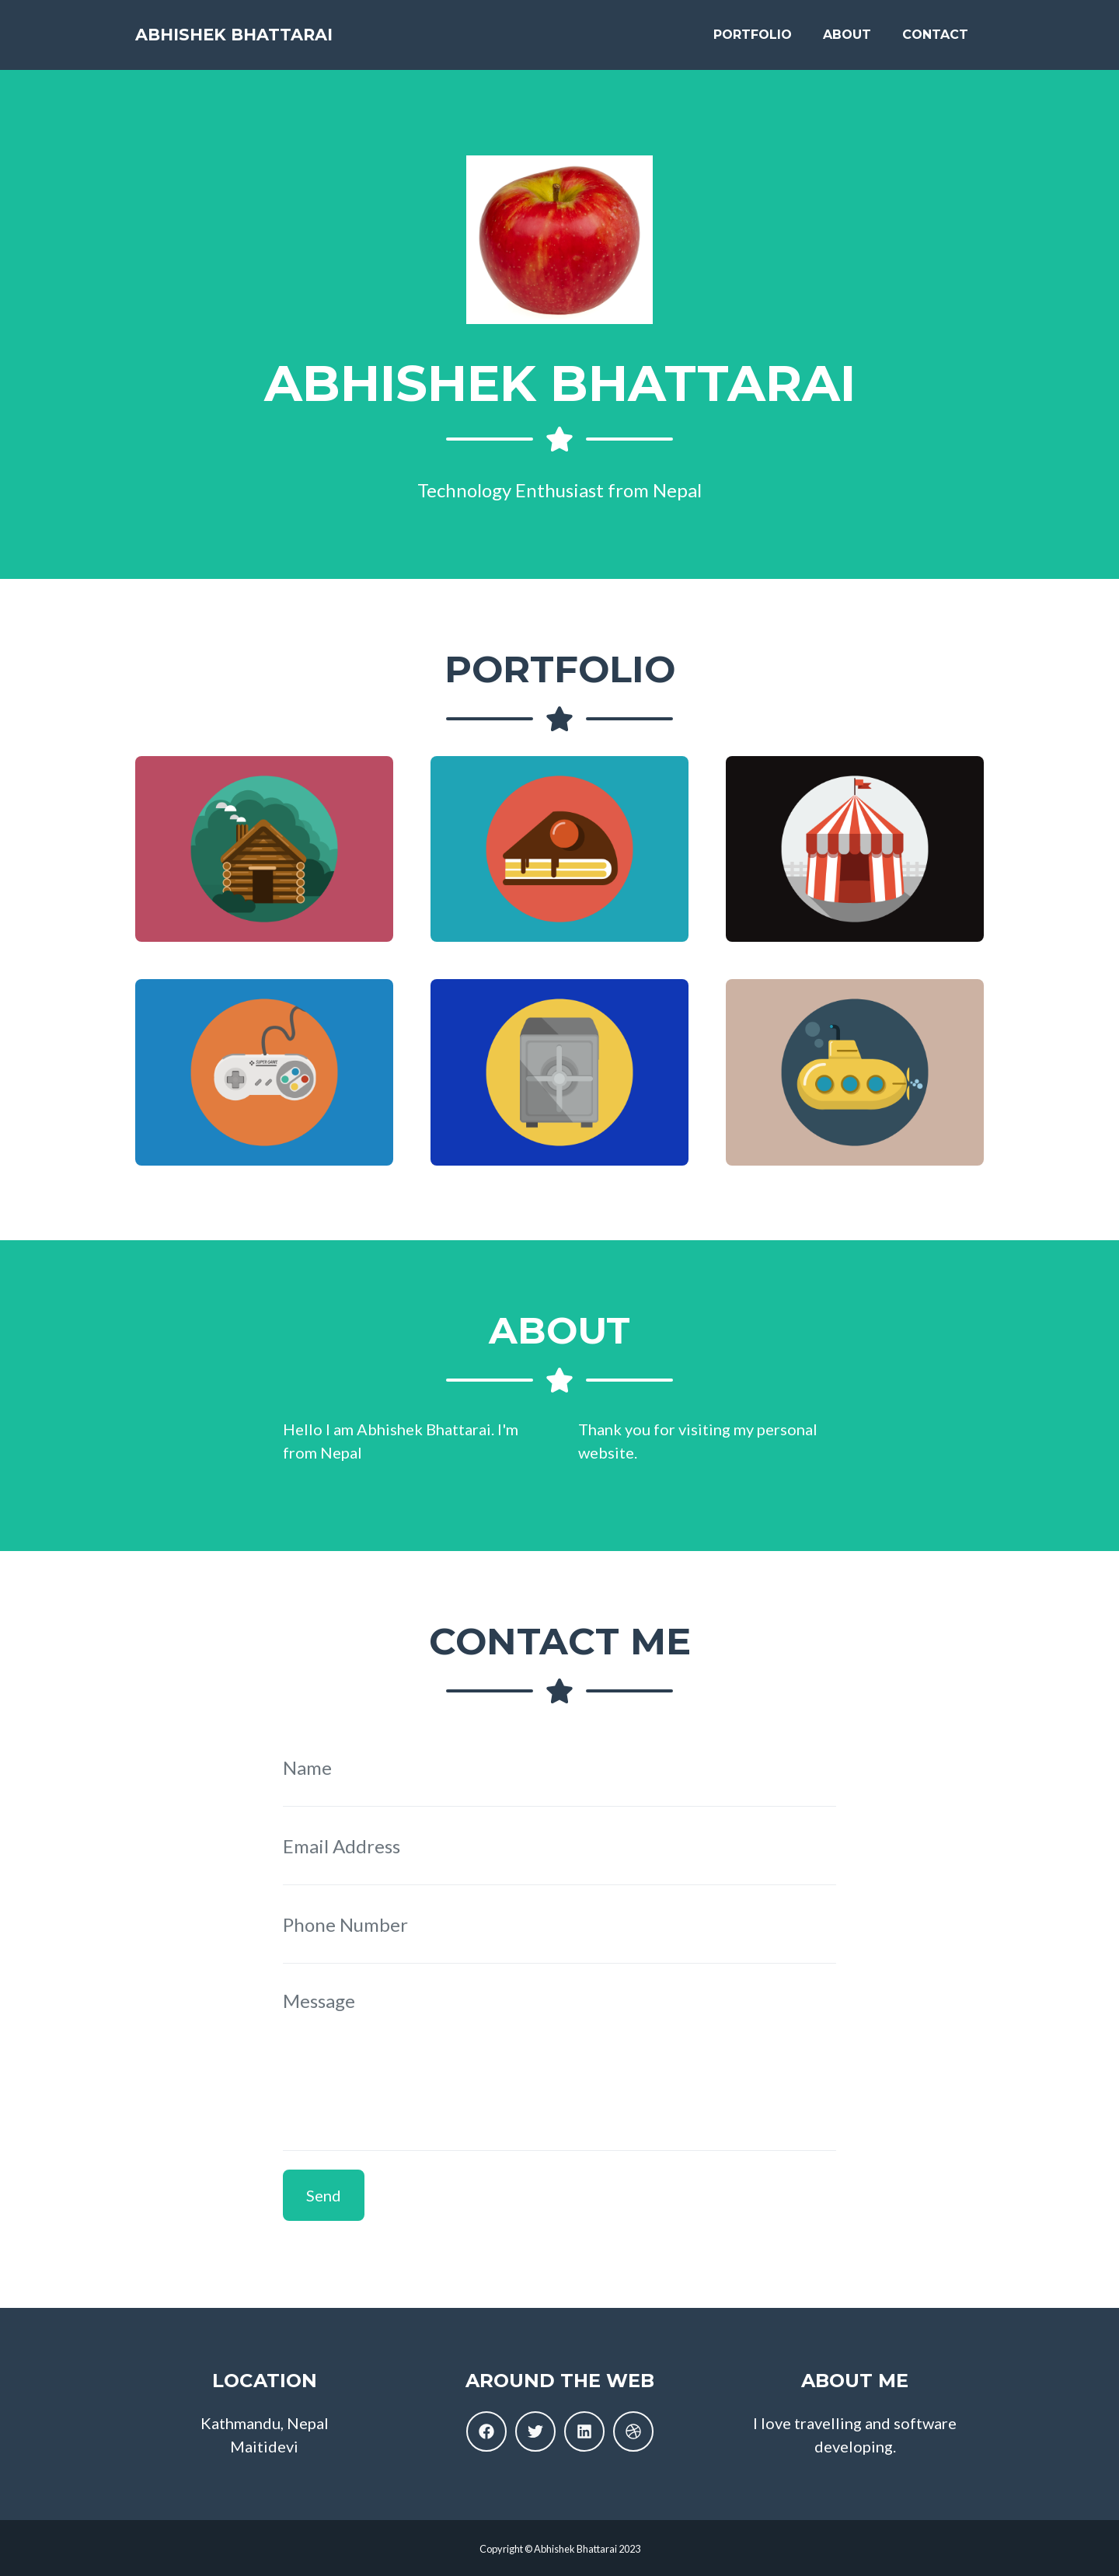 ABHISHEK BHATTARAI
PORTFOLIO
ABOUT
CONTACT
ABHISHEK BHATTARAI
Technology Enthusiast from Nepal
PORTFOLIO
SUPER GAME
ABOUT
Hello I am Abhishek Bhattarai. I'm
from Nepal
Thank you for visiting my personal
website.
CONTACT ME
Name
Email Address
Phone Number
Message
Send
LOCATION
Kathmandu, Nepal
Maitidevi
AROUND THE WEB
ABOUT ME
I love travelling and software
developing.
Copyright © Abhishek Bhattarai 2023